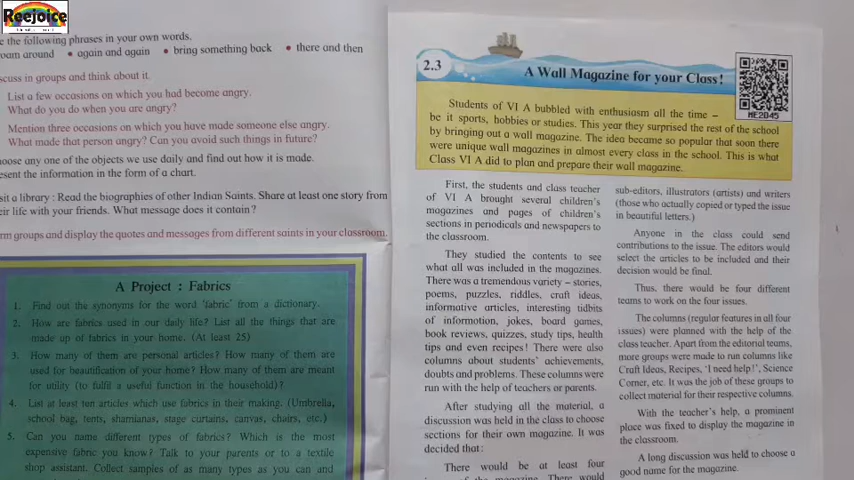 Reejoice
e the following phrases in your own words.
oam around • again and again • bring something back • there and then
scuss in groups and think about it.
List a few occasions on which you had become angry.
What do you do when you are angry?
Mention three occasions on which you have made someone else angry.
What made that person angry? Can you avoid such things in future?
oose any one of the objects we use daily and find out how it is made.
esent the information in the form of a chart.
sit a library : Read the biographies of other Indian Saints. Share at least one story from
eir life with your friends. What message does it contain?
rm groups and display the quotes and messages from different saints in your classroom.
A Project : Fabrics
1. Find out the synonyms for the word 'fabric' from a dictionary.
2. How are fabrics used in our daily life? List all the things that are
made up of fabrics in your home. (At least 25)
3. How many of them are personal articles? How many of them are
used for beautification of your home? How many of them are meant
for utility (to fulfil a useful function in the household)?
4. List at least ten articles which use fabrics in their making. (Umbrella,
school bag, tents, shamianas, stage curtains, canvas, chairs, etc.)
5. Can you name different types of fabrics? Which is the most
expensive fabric you know? Talk to your parents or to a textile
shop assistant. Collect samples of as many types as you can and
2.3
A Wall Magazine for your Class!
ME2045
Students of VI A bubbled with enthusiasm all the time –
be it sports, hobbies or studies. This year they surprised the rest of the school
by bringing out a wall magazine. The idea became so popular that soon there
were unique wall magazines in almost every class in the school. This is what
Class VI A did to plan and prepare their wall magazine.
First, the students and class teacher
of VI A brought several children's
magazines and pages of children's
sections in periodicals and newspapers to
the classroom.
They studied the contents to see
what all was included in the magazines.
There was a tremendous variety – stories,
poems, puzzles, riddles, craft ideas,
informative articles, interesting tidbits
of information, jokes, board games,
book reviews, quizzes, study tips, health
tips and even recipes! There were also
columns about students' achievements,
doubts and problems. These columns were
run with the help of teachers or parents.
After studying all the material, a
discussion was held in the class to choose
sections for their own magazine. It was
decided that:
There would be at least four
of the magazine. There would
sub-editors, illustrators (artists) and writers
(those who actually copied or typed the issue
in beautiful letters.)
Anyone in the class could send
contributions to the issue. The editors would
select the articles to be included and their
decision would be final.
Thus, there would be four different
teams to work on the four issues.
The columns (regular features in all four
issues) were planned with the help of the
class teacher. Apart from the editorial teams,
more groups were made to run columns like
Craft Ideas, Recipes, 'I need help!', Science
Corner, etc. It was the job of these groups to
collect material for their respective columns.
With the teacher's help, a prominent
place was fixed to display the magazine in
the classroom.
A long discussion was held to choose a
good name for the magazine.